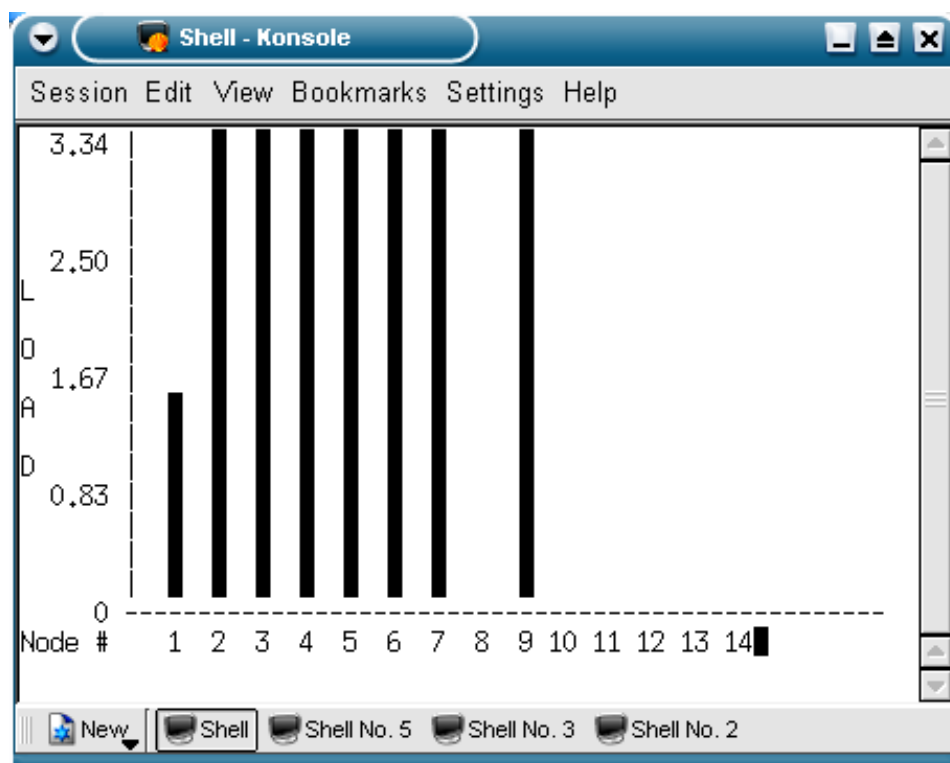 Shell - Konsole
Session Edit View Bookmarks Settings Help
3.34
2.50
L
O
1.67
A
D
0.83
0
Node # 1 2 3 4 5 6 7 8 9 10 11 12 13 14
New Shell Shell No. 5 Shell No. 3 Shell No. 2